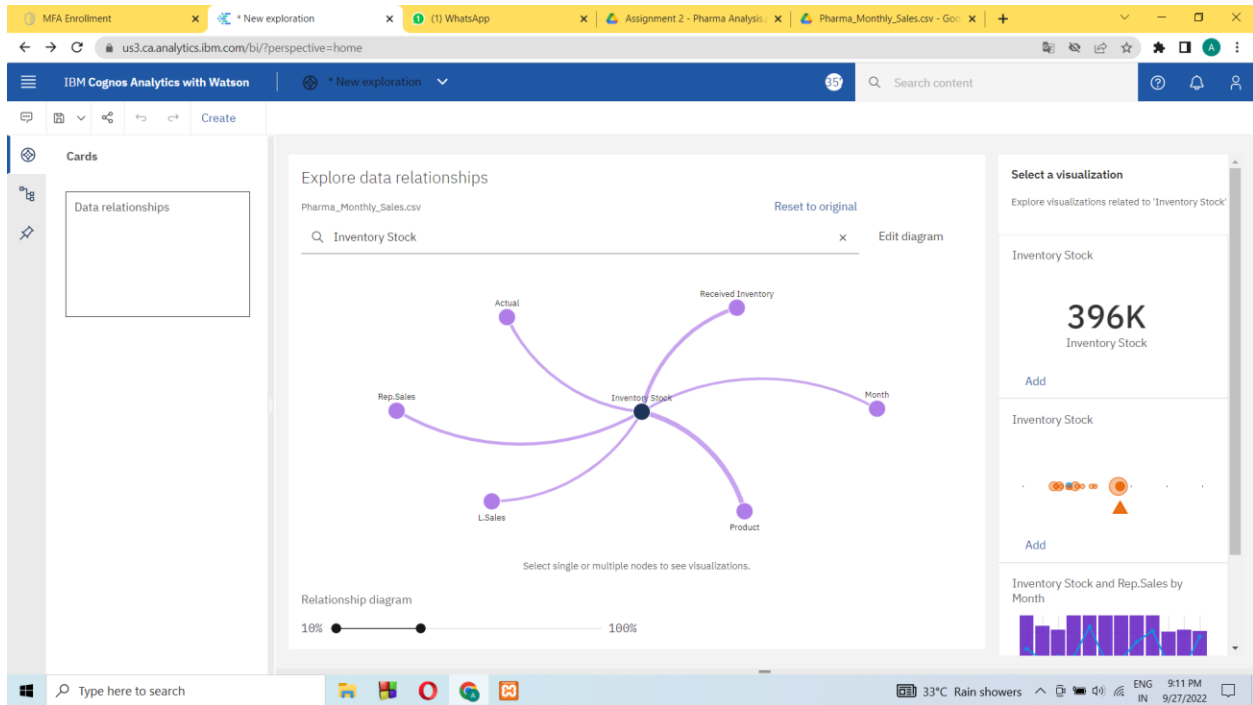 MFA Enrollment
* New exploration
(1) WhatsApp
Assignment 2 - Pharma Analysis.
Pharma_Monthly_Sales.csv - Goo
us3.ca.analytics.ibm.com/bi/?perspective=home
A
IBM Cognos Analytics with Watson
* New exploration
Search content
Create
Cards
Data relationships
Explore data relationships
Pharma_Monthly_Sales.csv
Reset to original
Inventory Stock
Edit diagram
Actual
Received Inventory
Rep.Sales
Inventory Stock
Month
L.Sales
Product
Select single or multiple nodes to see visualizations.
Relationship diagram
10%
100%
Select a visualization
Explore visualizations related to 'Inventory Stock'
Inventory Stock
396K
Inventory Stock
Add
Inventory Stock
Add
Inventory Stock and Rep.Sales by
Month
Type here to search
33°C Rain showers
ENG
IN
9:11 PM
9/27/2022